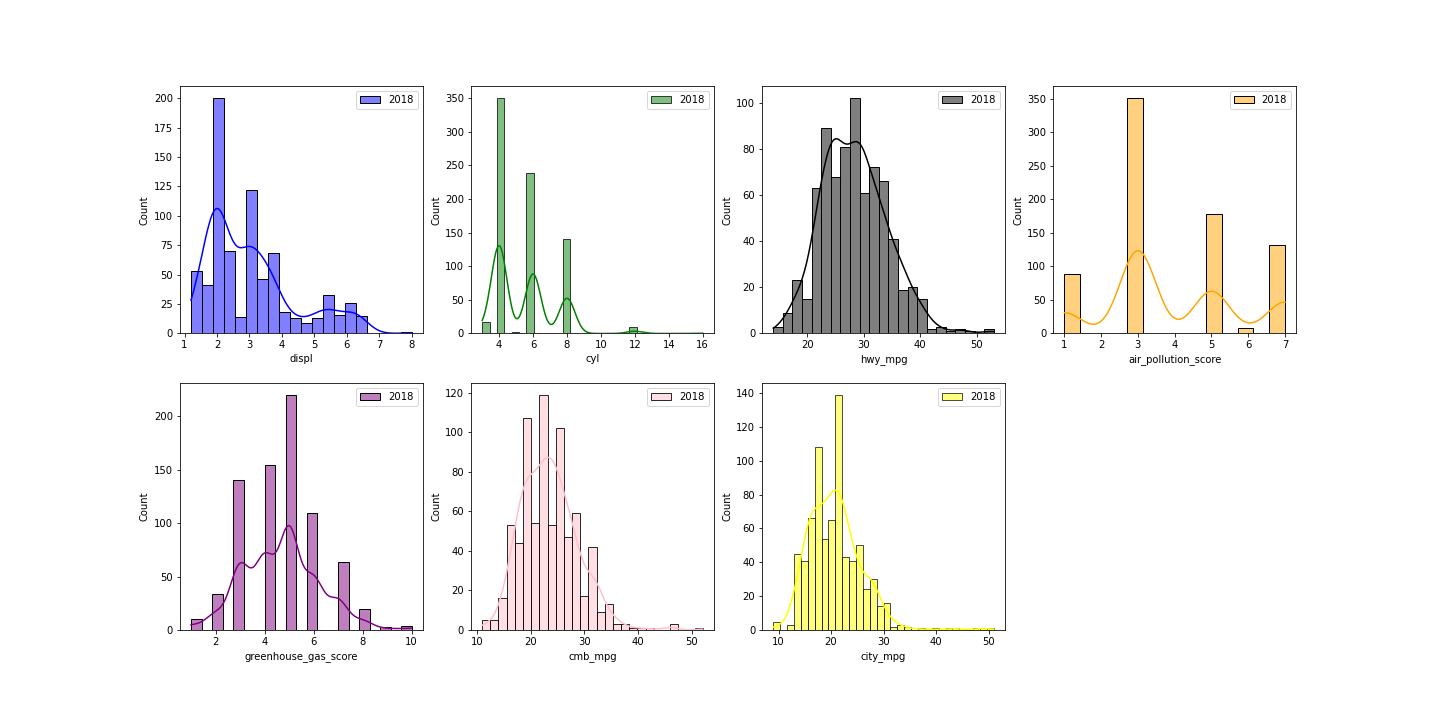 2018
200
175
150
125
100
75
50
25
0
Count
1 2 3 4 5 6 7 8
displ
2018
350
300
250
200
150
100
50
0
Count
4 6 8 10 12 14 16
cyl
2018
100
80
60
40
20
0
Count
20 30 40 50
hwy_mpg
2018
350
300
250
200
150
100
50
0
Count
1 2 3 4 5 6 7
air_pollution_score
2018
200
150
100
50
0
Count
2 4 6 8 10
greenhouse_gas_score
2018
120
100
80
60
40
20
0
Count
10 20 30 40 50
cmb_mpg
2018
140
120
100
80
60
40
20
0
Count
10 20 30 40 50
city_mpg